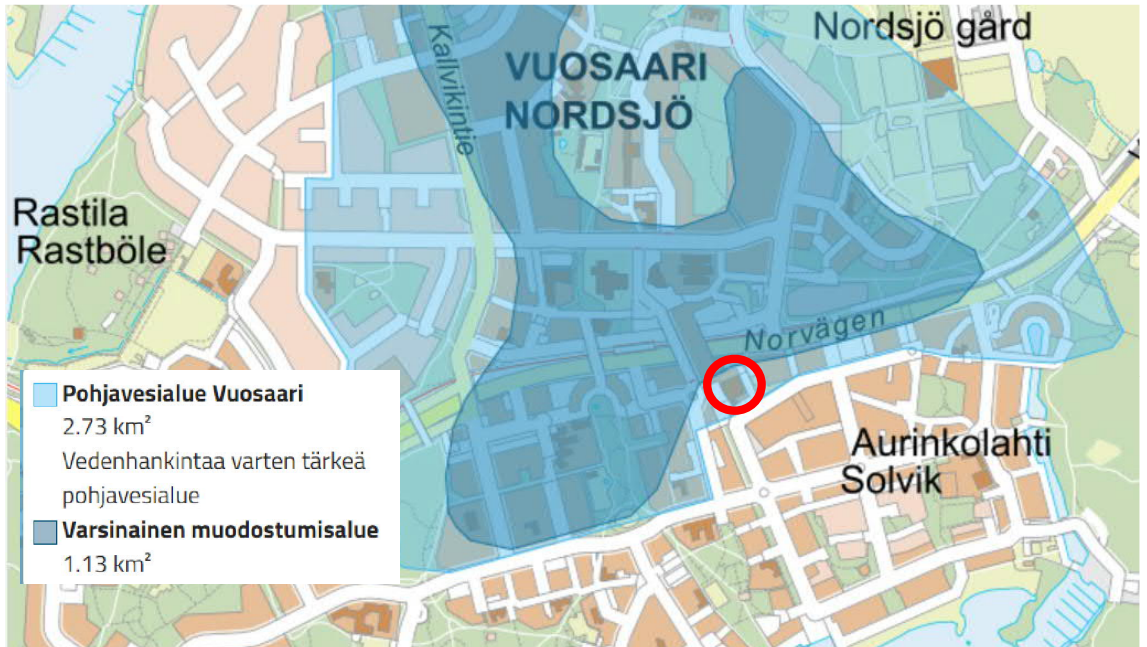 Nordsjö gård
Kallvikintie
VUOSAARI
NORDSJÖ
Rastila
Rastböle
Norvägen
Pohjavesialue Vuosaari
2.73 km²
Vedenhankintaa varten tärkeä
pohjavesialue
Varsinainen muodostumisalue
1.13 km²
Aurinkolahti
Solvik